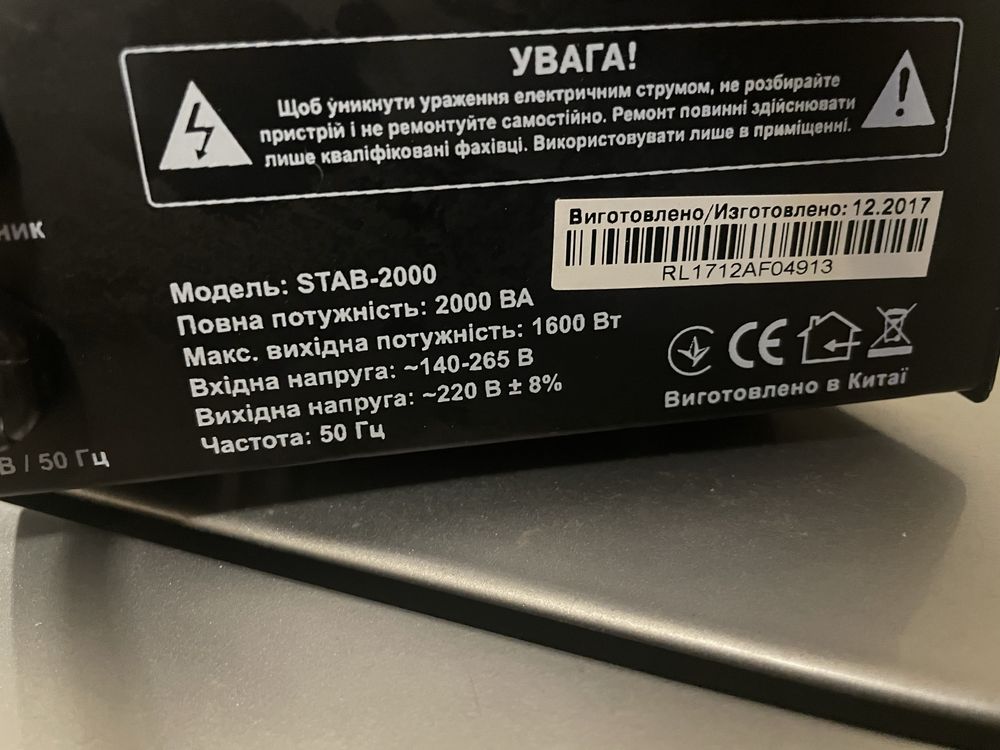 УВАГА!
Щоб уникнути ураження електричним струмом, не розбирайте
пристрій і не ремонтуйте самостійно. Ремонт повинні здійснювати
лише кваліфіковані фахівці. Використовувати лише в приміщенні.
ник
Виготовлено/Изготовлено: 12.2017
RL1712AF04913
Модель: STAB-2000
Повна потужність: 2000 ВА
Макс. вихідна потужність: 1600 Вт
Вхідна напруга: ~140-265 В
Вихідна напруга: ~220 В ± 8%
Частота: 50 Гц
CE
Виготовлено в Китаї
В / 50 Гц